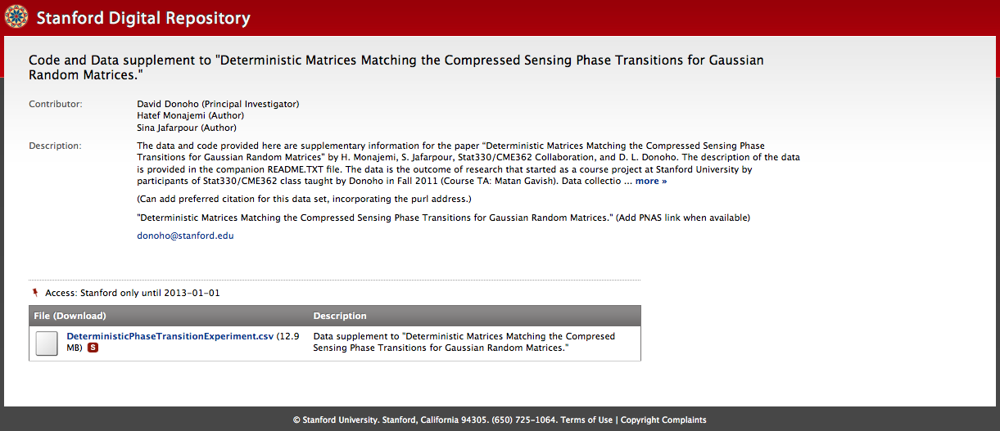 Stanford Digital Repository
Code and Data supplement to "Deterministic Matrices Matching the Compressed Sensing Phase Transitions for Gaussian
Random Matrices."
Contributor:
David Donoho (Principal Investigator)
Hatef Monajemi (Author)
Sina Jafarpour (Author)
Description:
The data and code provided here are supplementary information for the paper “Deterministic Matrices Matching the Compressed Sensing Phase
Transitions for Gaussian Random Matrices” by H. Monajemi, S. Jafarpour, Stat330/CME362 Collaboration, and D. L. Donoho. The description of the data
is provided in the companion README.TXT file. The data is the outcome of research that started as a course project at Stanford University by
participants of Stat330/CME362 class taught by Donoho in Fall 2011 (Course TA: Matan Gavish). Data collectio ... more »
(Can add preferred citation for this data set, incorporating the purl address.)
"Deterministic Matrices Matching the Compressed Sensing Phase Transitions for Gaussian Random Matrices." (Add PNAS link when available)
donoho@stanford.edu
Access: Stanford only until 2013-01-01
File (Download) Description
DeterministicPhaseTransitionExperiment.csv (12.9
MB) S
Data supplement to "Deterministic Matrices Matching the Compresed
Sensing Phase Transitions for Gaussian Random Matrices."
© Stanford University. Stanford, California 94305. (650) 725-1064. Terms of Use | Copyright Complaints